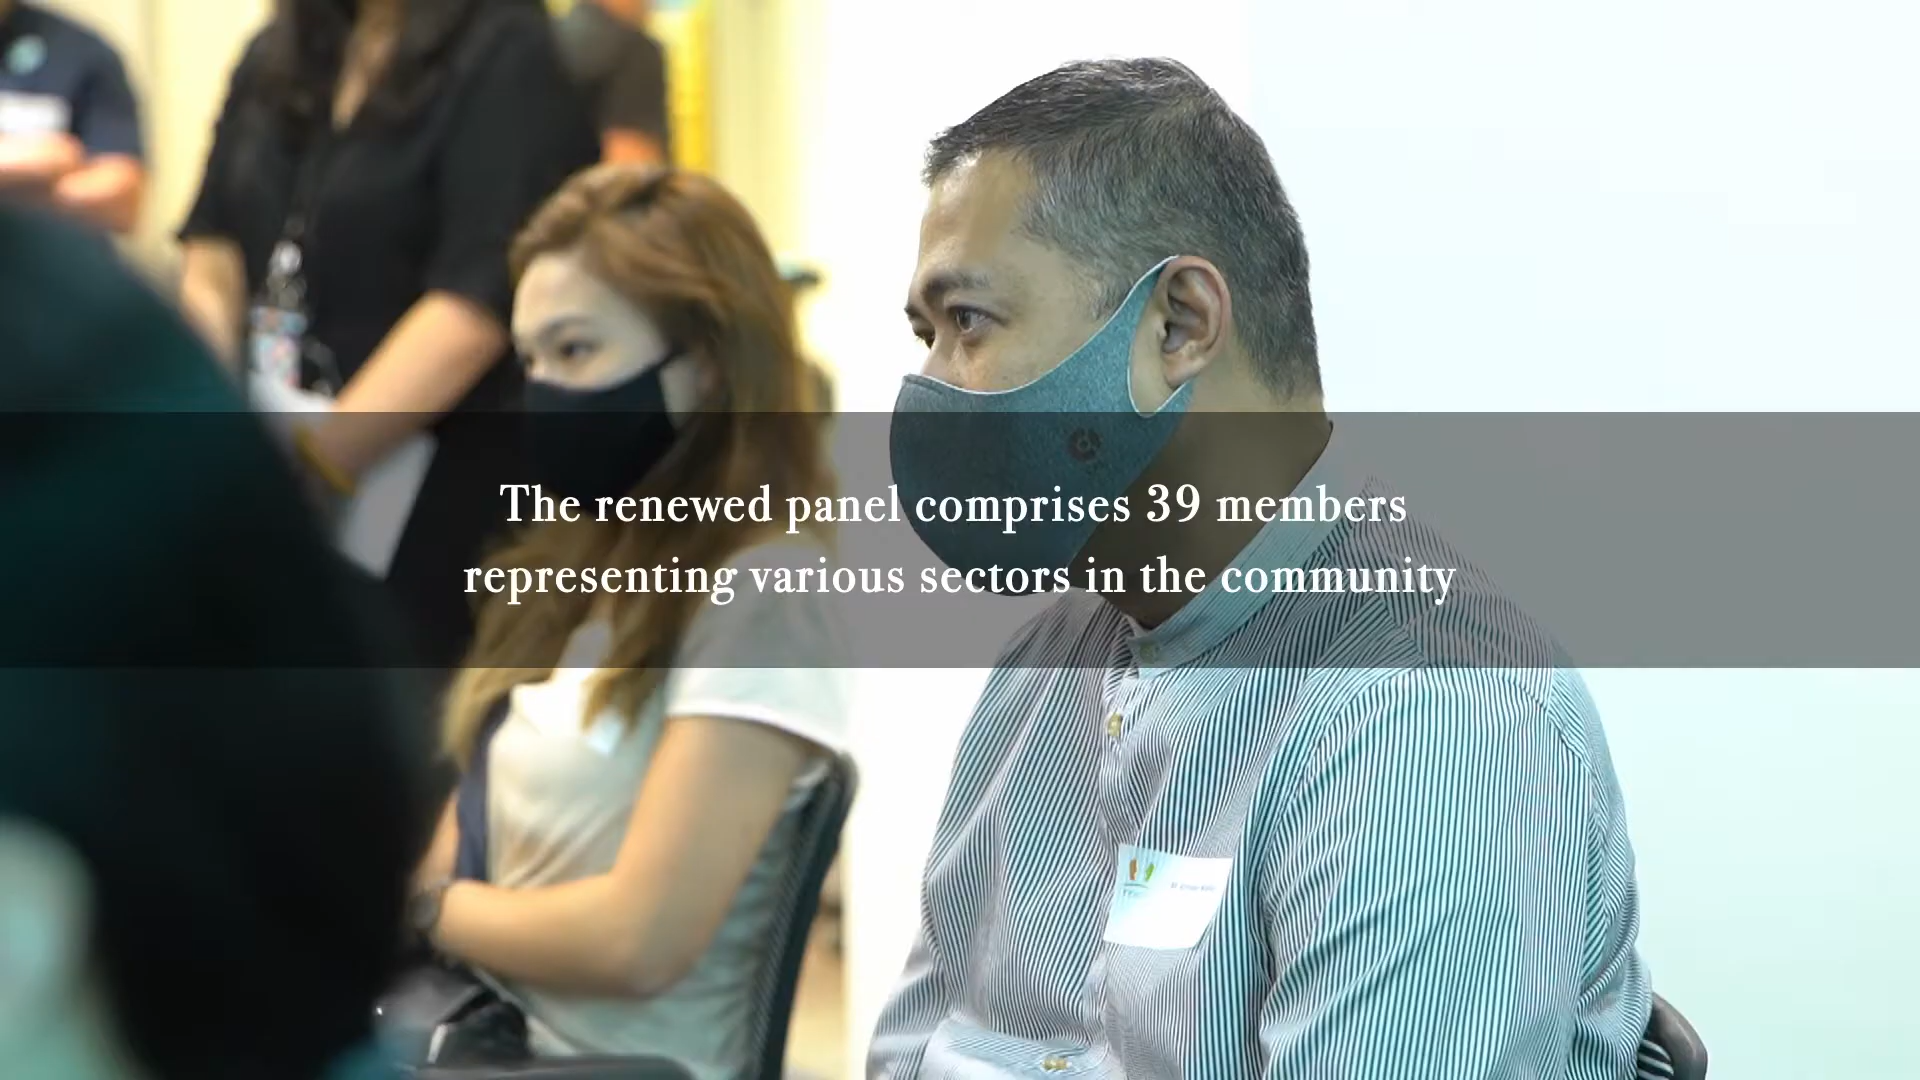 The renewed panel comprises 39 members
representing various sectors in the community